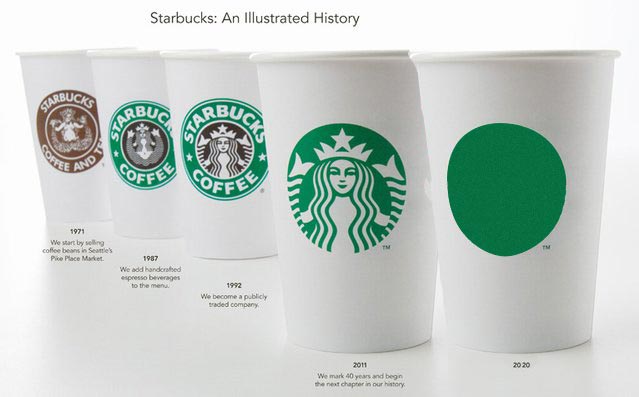 Starbucks: An Illustrated History
STARBUCKS
COFFEE AND
STARBUCKS
COFFEE
STARBUCKS
COFFEE
®
TM
TM
1971
We start by selling
coffee beans in Seattle's
Pike Place Market.
1987
We add handcrafted
espresso beverages
to the menu.
1992
We become a publicly
traded company.
2011
We mark 40 years and begin
the next chapter in our history.
2020